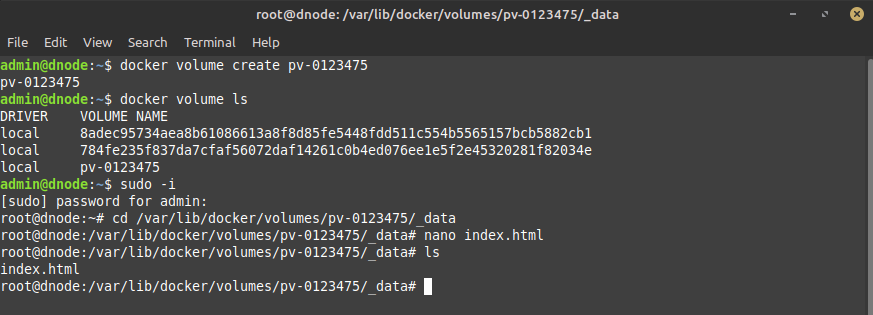 root@dnode: /var/lib/docker/volumes/pv-0123475/_data
File Edit View Search Terminal Help
admin@dnode:~$ docker volume create pv-0123475
pv-0123475
admin@dnode:~$ docker volume ls
DRIVER    VOLUME NAME
local     8adec95734aea8b61086613a8f8d85fe5448fdd511c554b5565157bcb5882cb1
local     784fe235f837da7cfaf56072daf14261c0b4ed076ee1e5f2e45320281f82034e
local     pv-0123475
admin@dnode:~$ sudo -i
[sudo] password for admin:
root@dnode:~# cd /var/lib/docker/volumes/pv-0123475/_data
root@dnode:/var/lib/docker/volumes/pv-0123475/_data# nano index.html
root@dnode:/var/lib/docker/volumes/pv-0123475/_data# ls
index.html
root@dnode:/var/lib/docker/volumes/pv-0123475/_data#